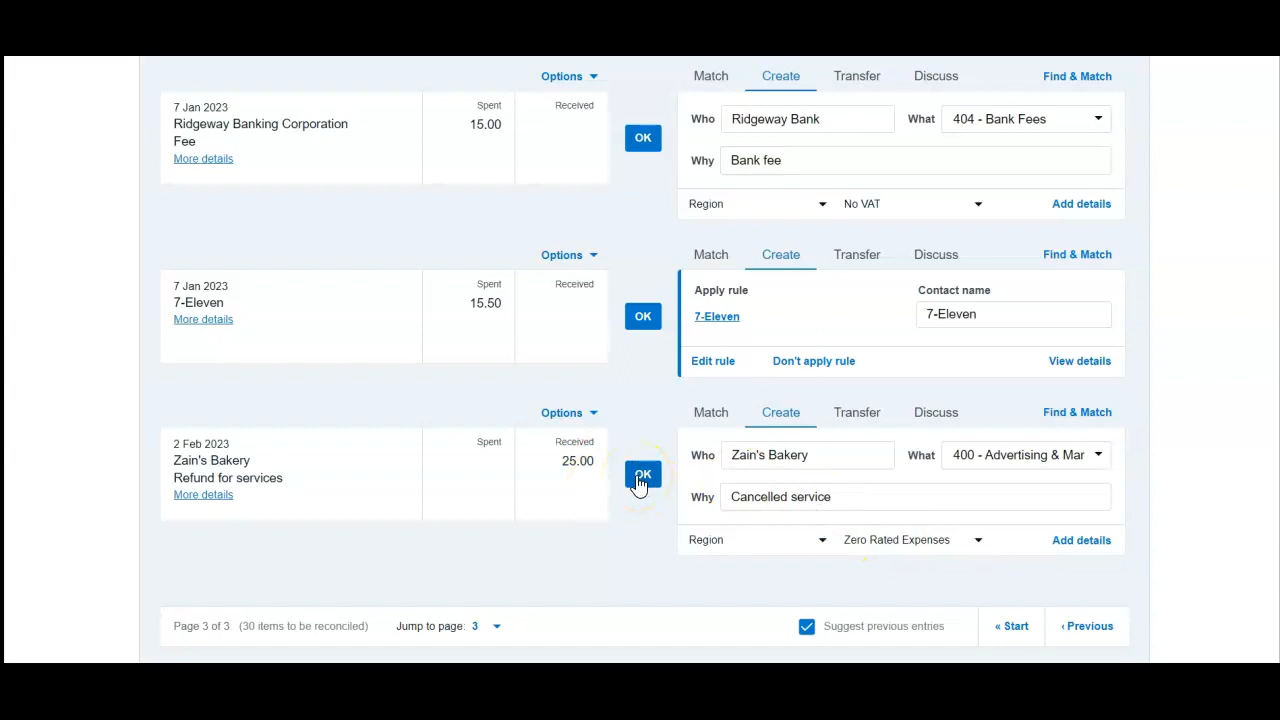 Options
Match Create Transfer Discuss Find & Match
7 Jan 2023
Ridgeway Banking Corporation
Fee
More details
Spent
15.00
Received
OK
Who Ridgeway Bank What 404 - Bank Fees
Why Bank fee
Region No VAT Add details
Options
Match Create Transfer Discuss Find & Match
7 Jan 2023
7-Eleven
More details
Spent
15.50
Received
OK
Apply rule Contact name
7-Eleven 7-Eleven
Edit rule Don't apply rule View details
Options
Match Create Transfer Discuss Find & Match
2 Feb 2023
Zain's Bakery
Refund for services
More details
Spent
Received
25.00
OK
Who Zain's Bakery What 400 - Advertising & Mar
Why Cancelled service
Region Zero Rated Expenses Add details
Page 3 of 3 (30 items to be reconciled) Jump to page: 3 Suggest previous entries « Start ‹ Previous